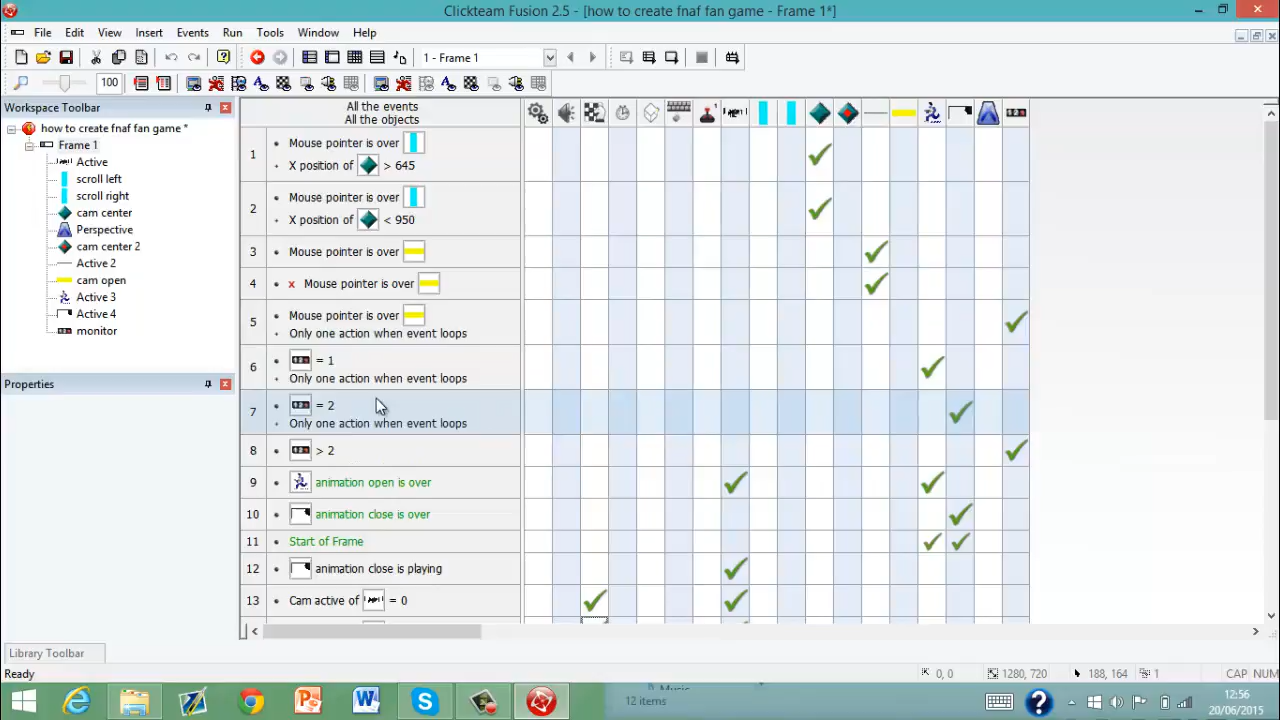 Clickteam Fusion 2.5 - [how to create fnaf fan game - Frame 1*]
File Edit View Insert Events Run Tools Window Help
1 - Frame 1
100
Workspace Toolbar
how to create fnaf fan game *
Frame 1
Active
scroll left
scroll right
cam center
Perspective
cam center 2
Active 2
cam open
Active 3
Active 4
monitor
Properties
All the events
All the objects
1 Mouse pointer is over
X position of > 645
2 Mouse pointer is over
X position of < 950
3 Mouse pointer is over
4 x Mouse pointer is over
5 Mouse pointer is over
Only one action when event loops
6 = 1
Only one action when event loops
7 = 2
Only one action when event loops
8 > 2
9 animation open is over
10 animation close is over
11 Start of Frame
12 animation close is playing
13 Cam active of = 0
Library Toolbar
Ready
0, 0 1280, 720 188, 164 1 CAP NUM
Music
12 items
12:56
20/06/2015